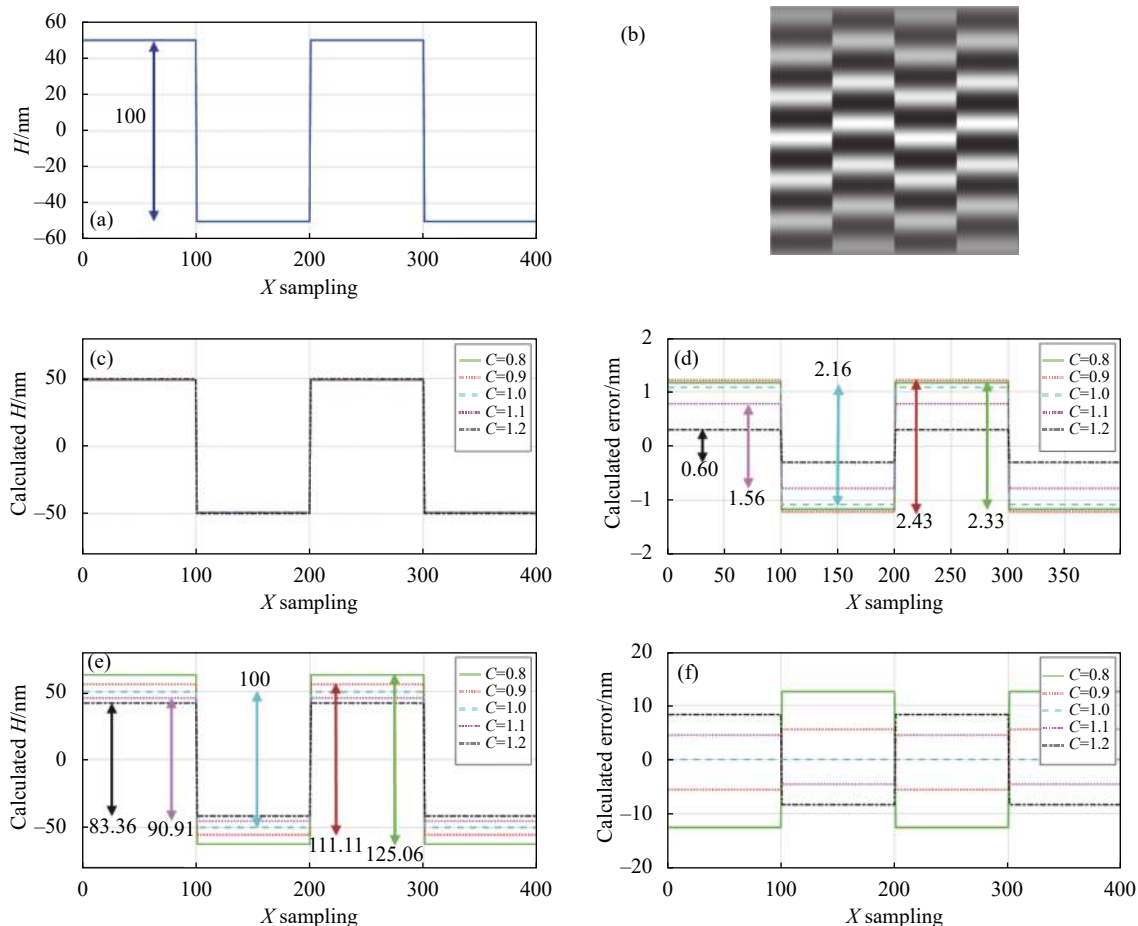 60
40
20
0
–20
–40
–60
H/nm
100
(a)
0
100
200
300
400
X sampling
(b)
50
0
–50
Calculated H/nm
(c)
C=0.8
C=0.9
C=1.0
C=1.1
C=1.2
0
100
200
300
400
X sampling
2
1
0
–1
–2
Calculated error/nm
(d)
2.16
0.60
1.56
2.43
2.33
C=0.8
C=0.9
C=1.0
C=1.1
C=1.2
0
50
100
150
200
250
300
350
X sampling
50
0
–50
Calculated H/nm
(e)
100
83.36
90.91
111.11
125.06
C=0.8
C=0.9
C=1.0
C=1.1
C=1.2
0
100
200
300
400
X sampling
20
10
0
–10
–20
Calculated error/nm
(f)
C=0.8
C=0.9
C=1.0
C=1.1
C=1.2
0
100
200
300
400
X sampling